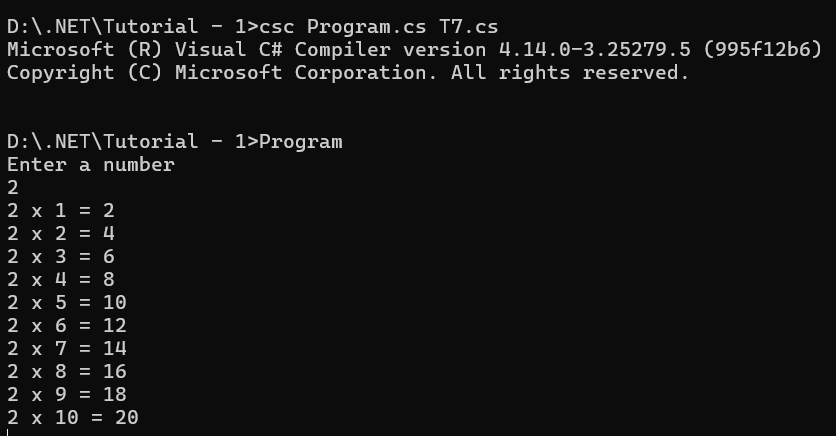 D:\.NET\Tutorial - 1>csc Program.cs T7.cs
Microsoft (R) Visual C# Compiler version 4.14.0-3.25279.5 (995f12b6)
Copyright (C) Microsoft Corporation. All rights reserved.
D:\.NET\Tutorial - 1>Program
Enter a number
2
2 x 1 = 2
2 x 2 = 4
2 x 3 = 6
2 x 4 = 8
2 x 5 = 10
2 x 6 = 12
2 x 7 = 14
2 x 8 = 16
2 x 9 = 18
2 x 10 = 20